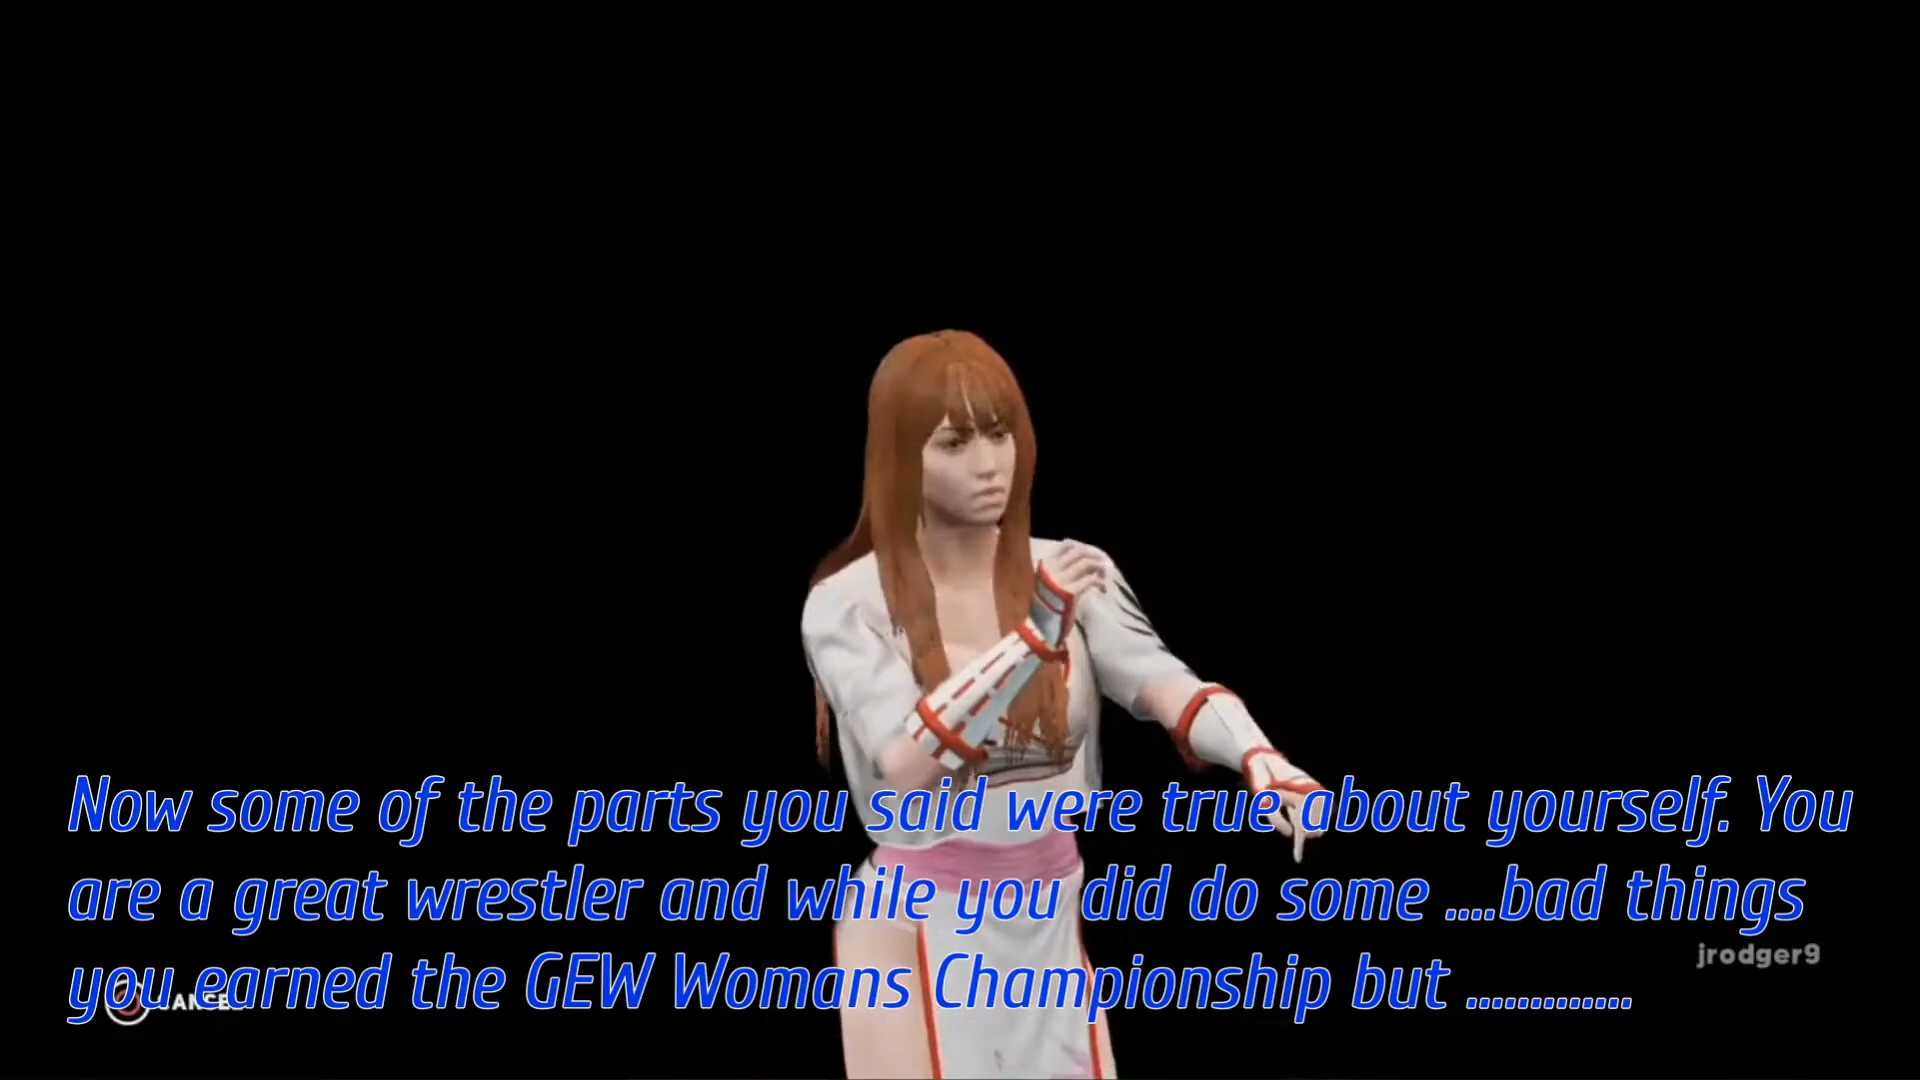 Now some of the parts you said were true about yourself. You
are a great wrestler and while you did do some ....bad things
you earned the GEW Womans Championship but .............
jrodger9